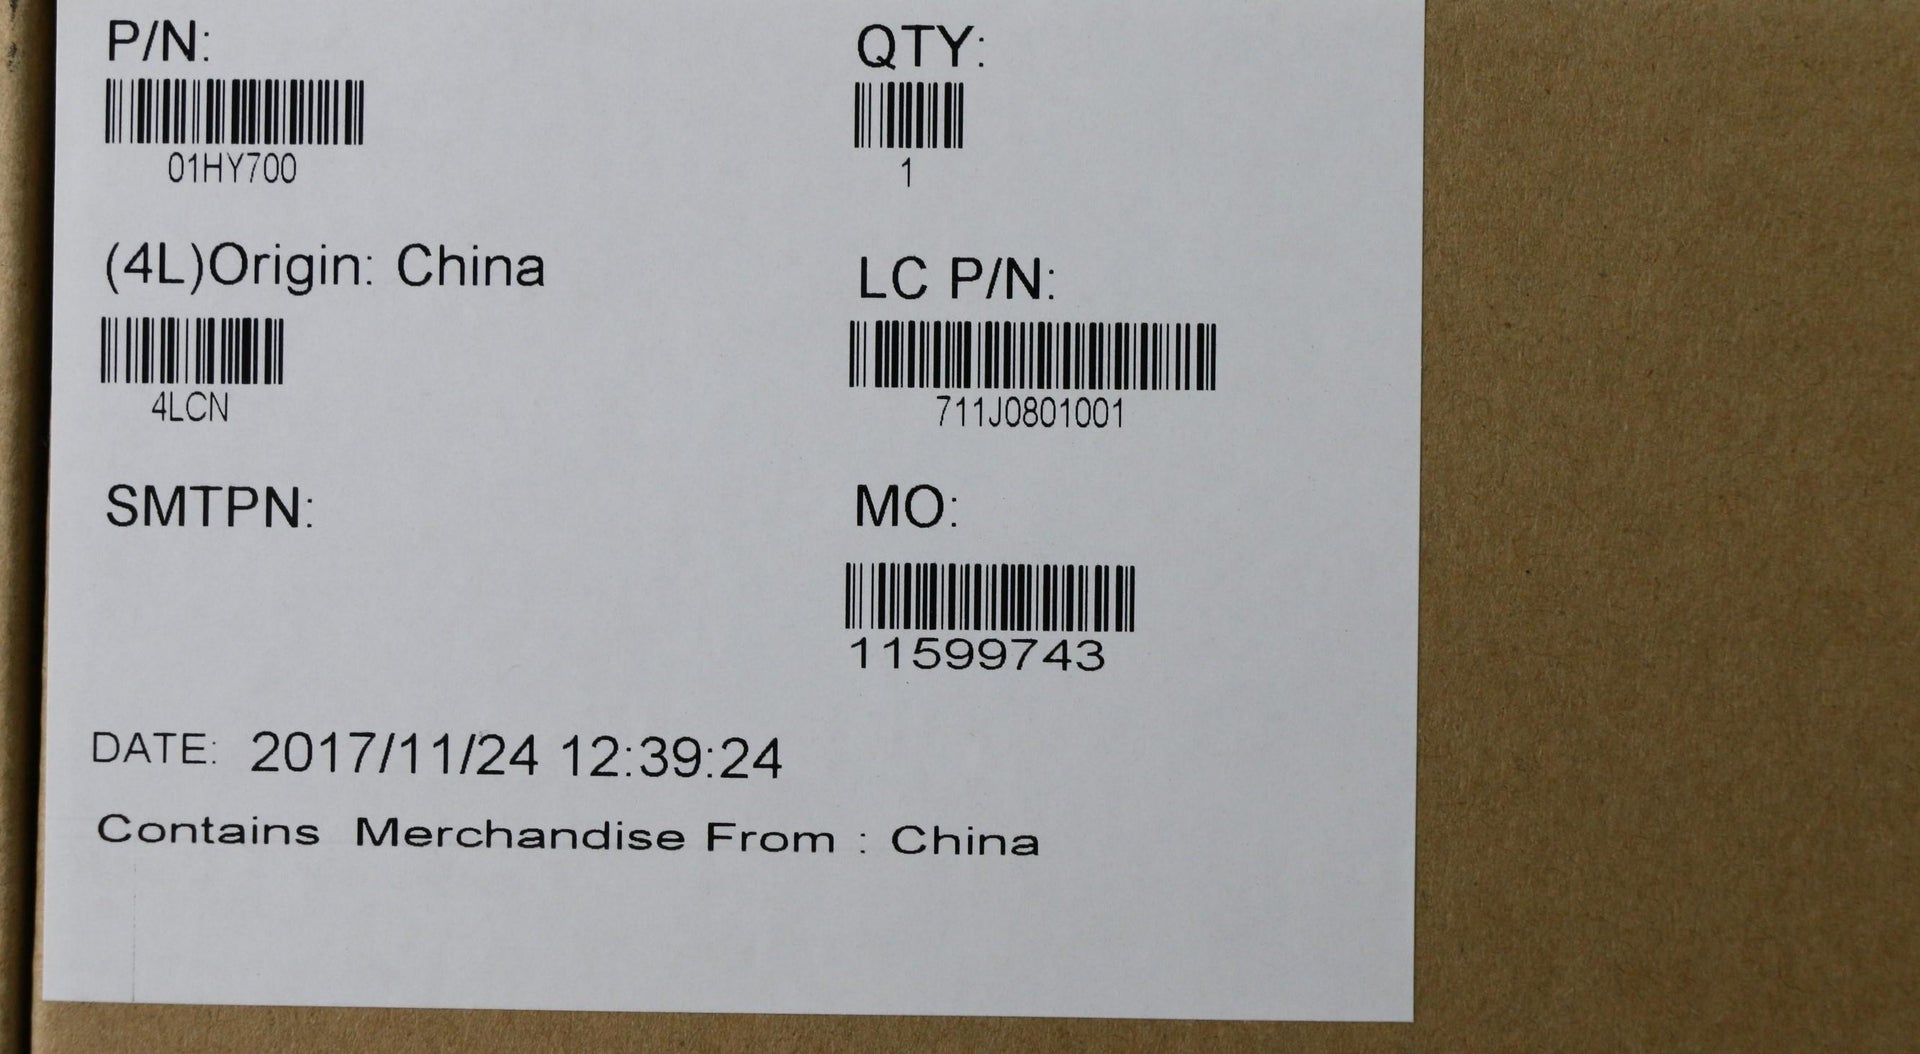 P/N:
01HY700
QTY:
1
(4L)Origin: China
4LCN
LC P/N:
711J0801001
SMTPN:
MO:
11599743
DATE: 2017/11/24 12:39:24
Contains Merchandise From : China